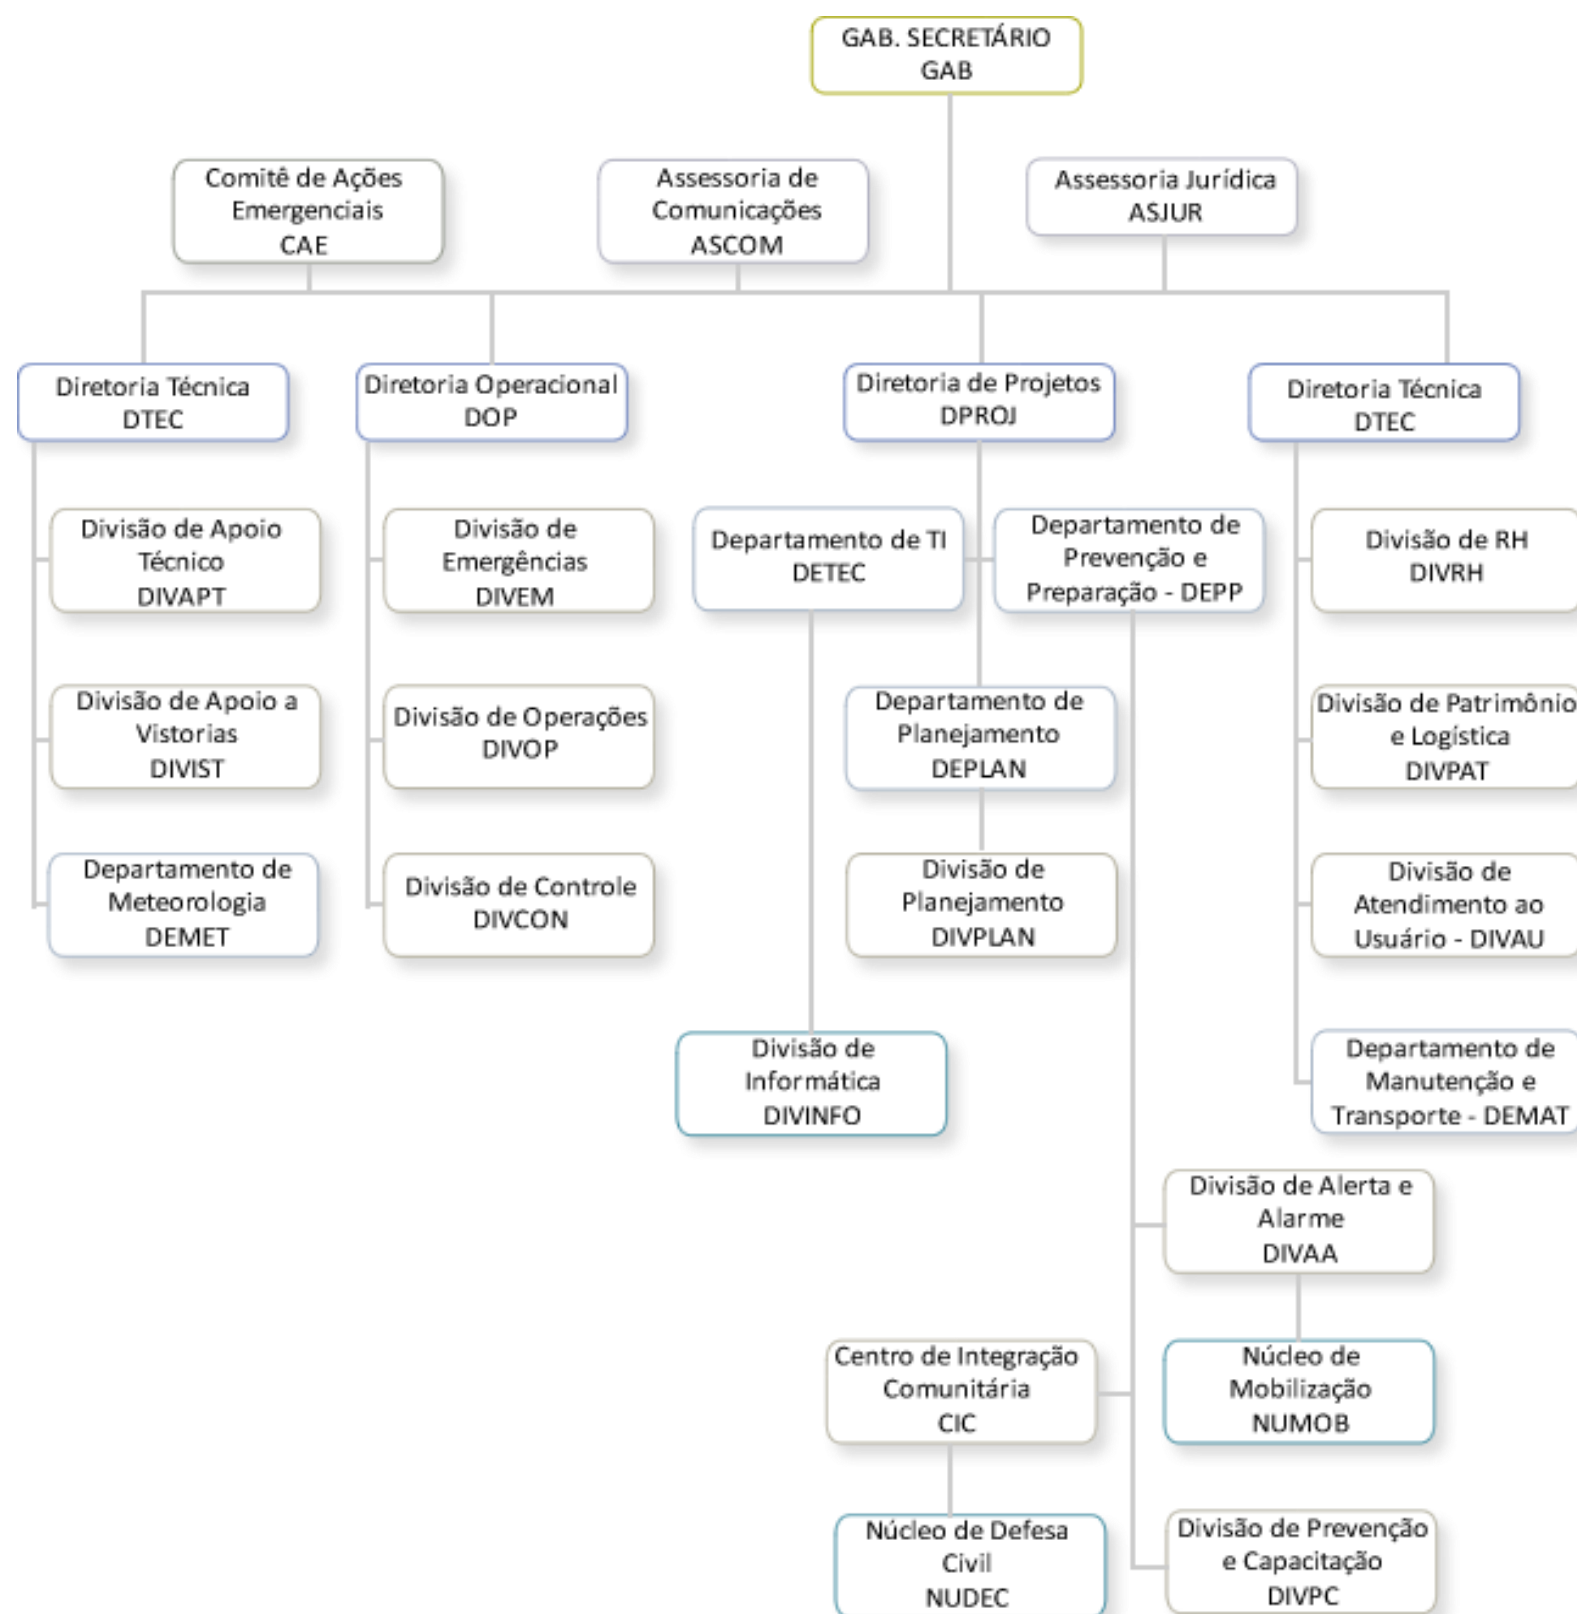 GAB. SECRETÁRIO
GAB
Comitê de Ações
Emergenciais
CAE
Assessoria de
Comunicações
ASCOM
Assessoria Jurídica
ASJUR
Diretoria Técnica
DTEC
Diretoria Operacional
DOP
Diretoria de Projetos
DPROJ
Diretoria Técnica
DTEC
Divisão de Apoio
Técnico
DIVAPT
Divisão de
Emergências
DIVEM
Departamento de TI
DETEC
Departamento de
Prevenção e
Preparação - DEPP
Divisão de RH
DIVRH
Divisão de Apoio a
Vistorias
DIVIST
Divisão de Operações
DIVOP
Departamento de
Planejamento
DEPLAN
Divisão de Patrimônio
e Logística
DIVPAT
Departamento de
Meteorologia
DEMET
Divisão de Controle
DIVCON
Divisão de
Planejamento
DIVPLAN
Divisão de
Atendimento ao
Usuário - DIVAU
Divisão de
Informática
DIVINFO
Departamento de
Manutenção e
Transporte - DEMAT
Divisão de Alerta e
Alarme
DIVAA
Centro de Integração
Comunitária
CIC
Núcleo de
Mobilização
NUMOB
Núcleo de Defesa
Civil
NUDEC
Divisão de Prevenção
e Capacitação
DIVPC